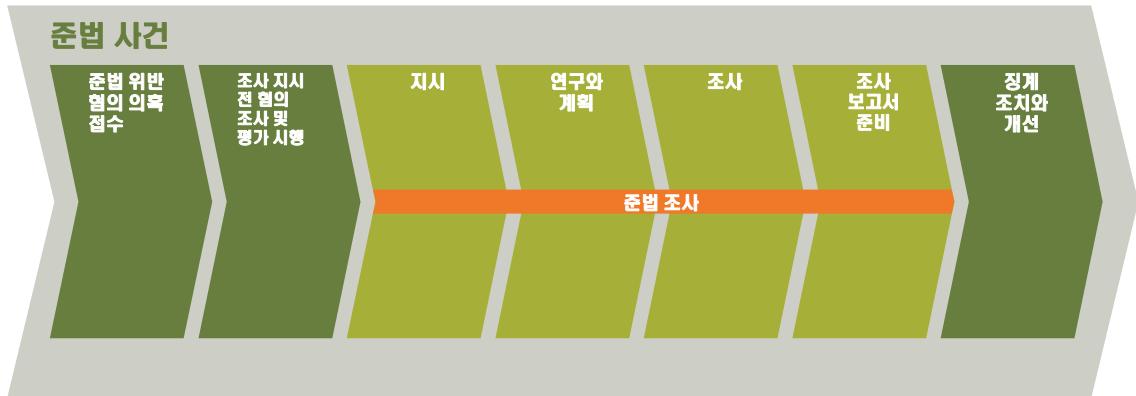 준법 사건
준법 위반
혐의 의혹
접수
조사 지시
전 혐의
조사 및
평가 시행
지시
연구와
계획
조사
조사
보고서
준비
징계
조치와
개선
준법 조사